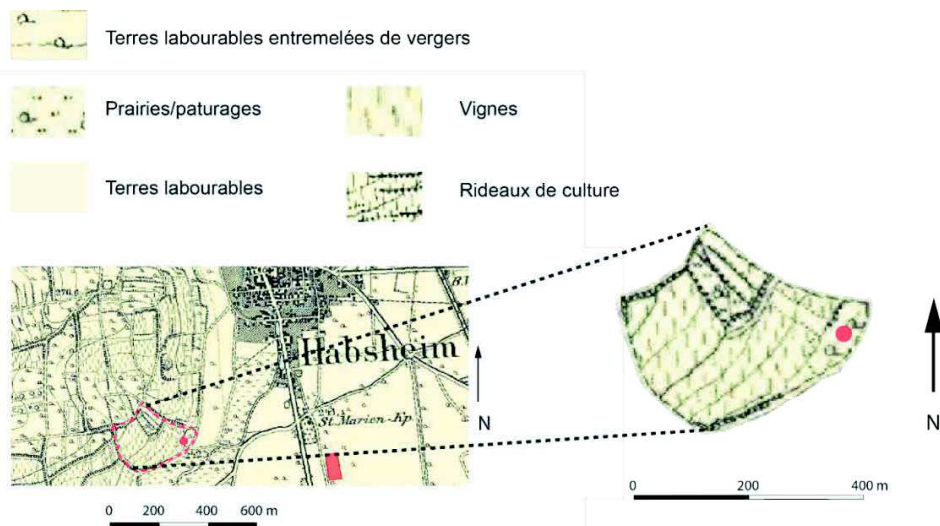 Terres labourables entremelées de vergers
Prairies/paturages
Vignes
Terres labourables
Rideaux de culture
Habsheim
St Marien-Kp
N
0 200 400 600 m
N
0 200 400 m